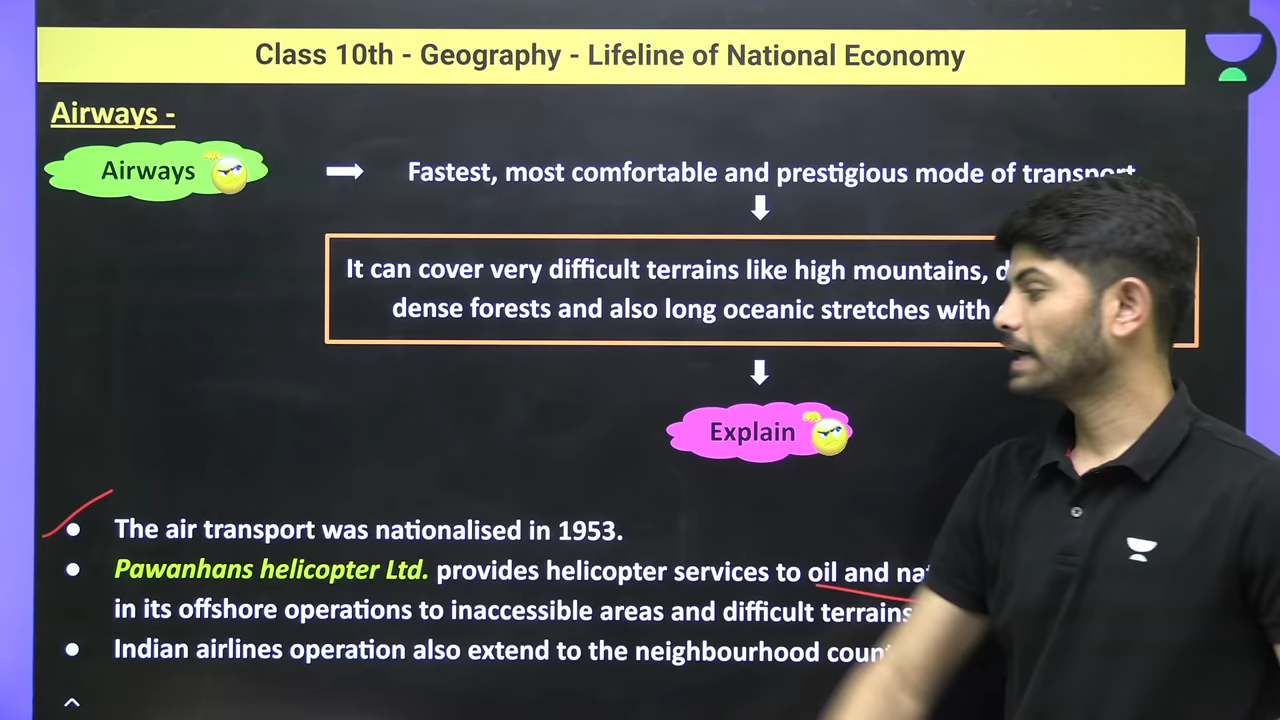 Class 10th - Geography - Lifeline of National Economy
Airways -
Airways
Fastest, most comfortable and prestigious mode of transport
It can cover very difficult terrains like high mountains,
dense forests and also long oceanic stretches with
Explain
The air transport was nationalised in 1953.
Pawanhans helicopter Ltd. provides helicopter services to oil and
in its offshore operations to inaccessible areas and difficult terrains
Indian airlines operation also extend to the neighbourhood